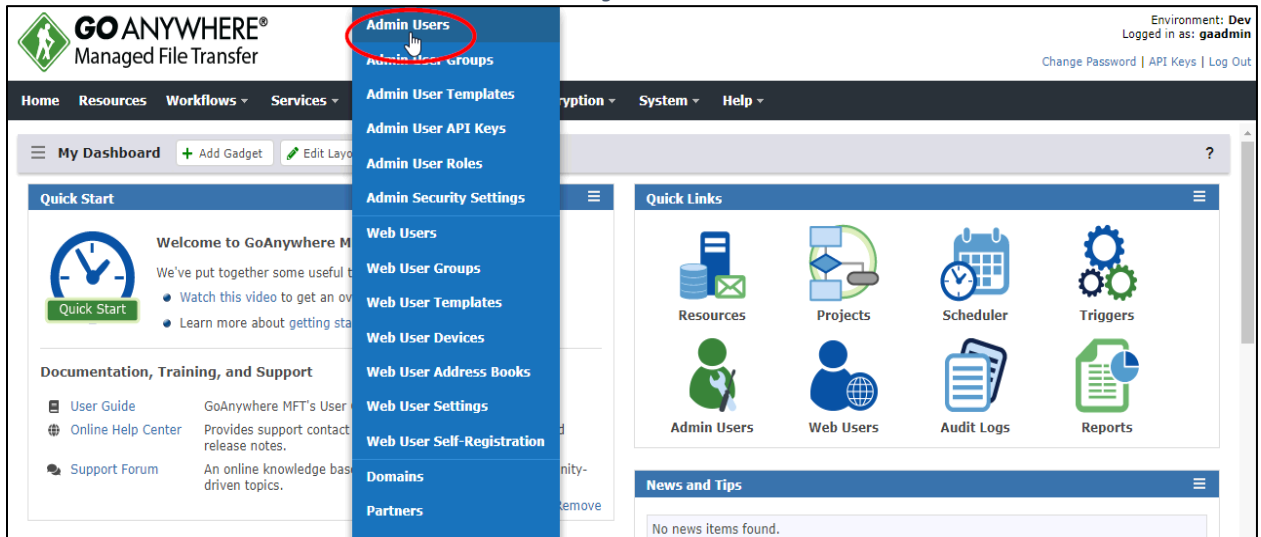 GO ANYWHERE®
Managed File Transfer
Environment: Dev
Logged in as: gaadmin
Change Password | API Keys | Log Out
Home Resources Workflows Services System Help
My Dashboard + Add Gadget Edit ?
Admin Users
Admin User Groups
Admin User Templates
Admin User API Keys
Admin User Roles
Admin Security Settings
Web Users
Web User Groups
Web User Templates
Web User Devices
Web User Address Books
Web User Settings
Web User Self-Registration
Domains
Partners
Quick Start
Quick Start
Welcome to GoAnywhere
We've put together some useful
Watch this video to get an
Learn more about getting
Documentation, Training, and Support
User Guide GoAnywhere MFT's User
Online Help Center Provides support contact
release notes.
Support Forum An online knowledge
driven topics.
Quick Links
Resources Projects Scheduler Triggers
Admin Users Web Users Audit Logs Reports
News and Tips
No news items found.